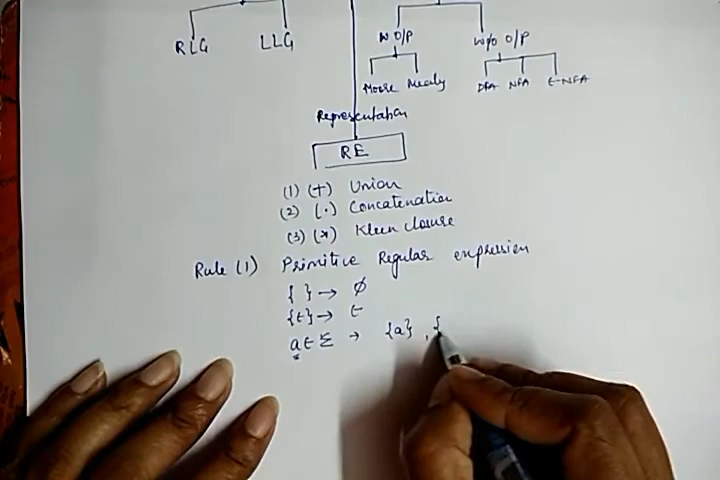 RLG LLG W O/P W/o O/P
Moore Mealy DFA NFA ϵ-NFA
Representation
RE
(1) (+) Union
(2) (.) Concatenation
(3) (*) Kleen closure
Rule (1) Primitive Regular expression
{ } → ∅
{ϵ} → ϵ
a ∈ Σ → {a}, {